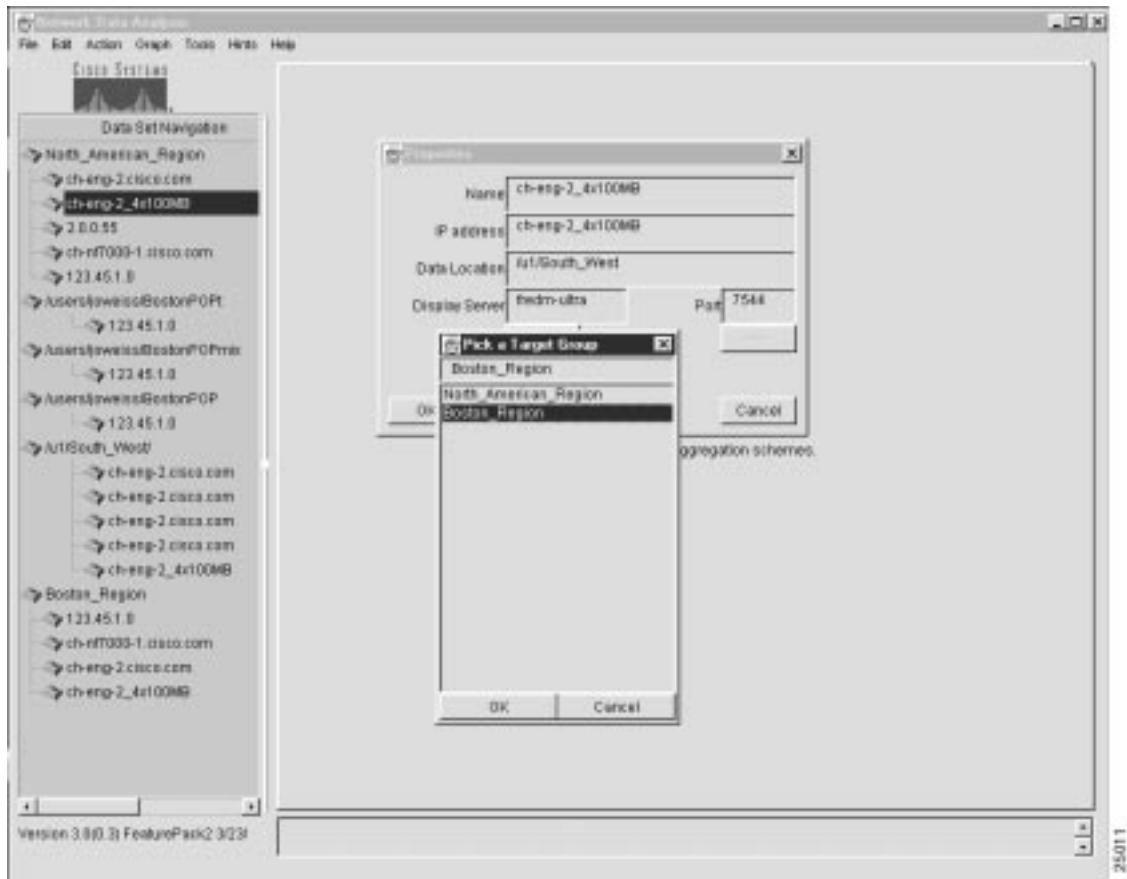 Network Data Analysis
File Edit Action Graph Tools Hints Help
CISCO SYSTEMS
Data Set Navigation
North_American_Region
ch-eng-2.cisco.com
ch-eng-2_4x100MB
2.0.0.55
ch-nf7000-1.cisco.com
123.45.1.0
/users/joweiss/BostonPOPt
123.45.1.0
/users/joweiss/BostonPOPmix
123.45.1.0
/users/joweiss/BostonPOP
123.45.1.0
/u1/South_West/
ch-eng-2.cisco.com
ch-eng-2.cisco.com
ch-eng-2.cisco.com
ch-eng-2.cisco.com
ch-eng-2_4x100MB
Boston_Region
123.45.1.0
ch-nf7000-1.cisco.com
ch-eng-2.cisco.com
ch-eng-2_4x100MB
Version 3.0(0.3) FeaturePack2 3/23/
Properties
Name ch-eng-2_4x100MB
IP address ch-eng-2_4x100MB
Data Location /u1/South_West
Display Server fwdm-ultra Port 7544
OK Cancel
ggregation schemes.
Pick a Target Group
Boston_Region
North_American_Region
Boston_Region
OK Cancel
25011